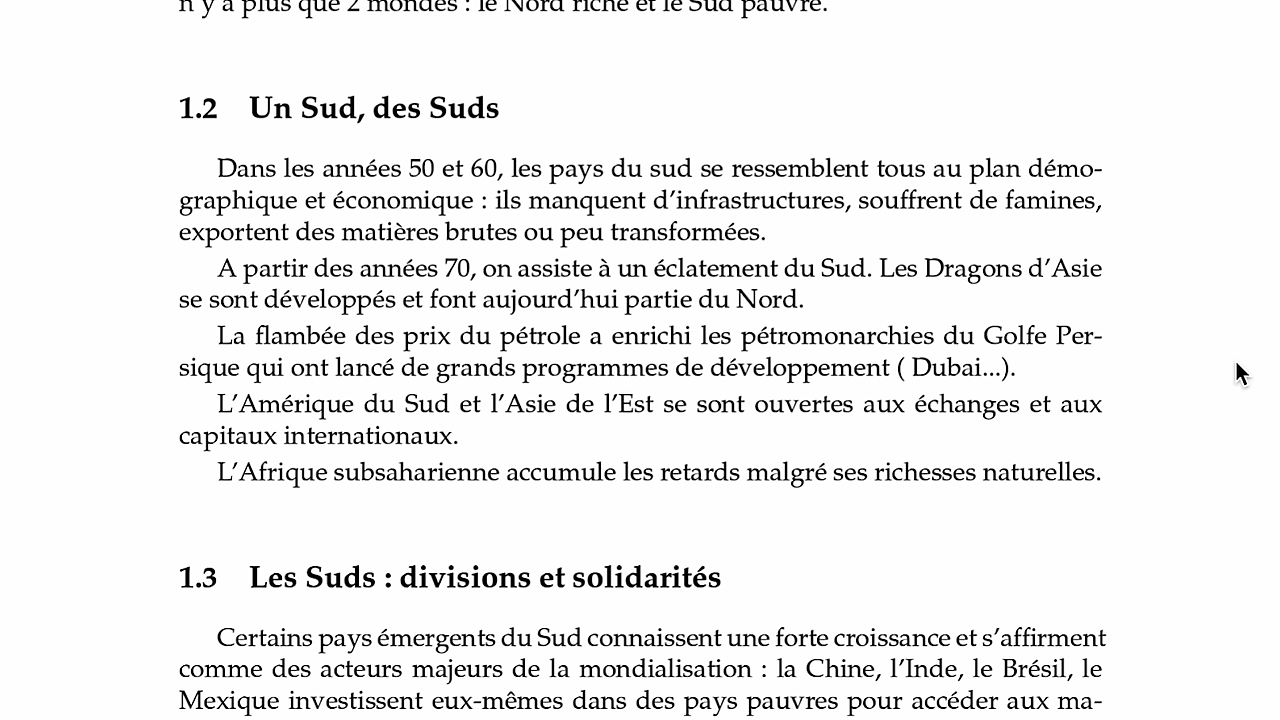 n'y a plus que 2 mondes : le Nord riche et le Sud pauvre.
1.2 Un Sud, des Suds
Dans les années 50 et 60, les pays du sud se ressemblent tous au plan démo-
graphique et économique : ils manquent d'infrastructures, souffrent de famines,
exportent des matières brutes ou peu transformées.
A partir des années 70, on assiste à un éclatement du Sud. Les Dragons d'Asie
se sont développés et font aujourd'hui partie du Nord.
La flambée des prix du pétrole a enrichi les pétromonarchies du Golfe Per-
sique qui ont lancé de grands programmes de développement ( Dubai...).
L'Amérique du Sud et l'Asie de l'Est se sont ouvertes aux échanges et aux
capitaux internationaux.
L'Afrique subsaharienne accumule les retards malgré ses richesses naturelles.
1.3 Les Suds : divisions et solidarités
Certains pays émergents du Sud connaissent une forte croissance et s'affirment
comme des acteurs majeurs de la mondialisation : la Chine, l'Inde, le Brésil, le
Mexique investissent eux-mêmes dans des pays pauvres pour accéder aux ma-